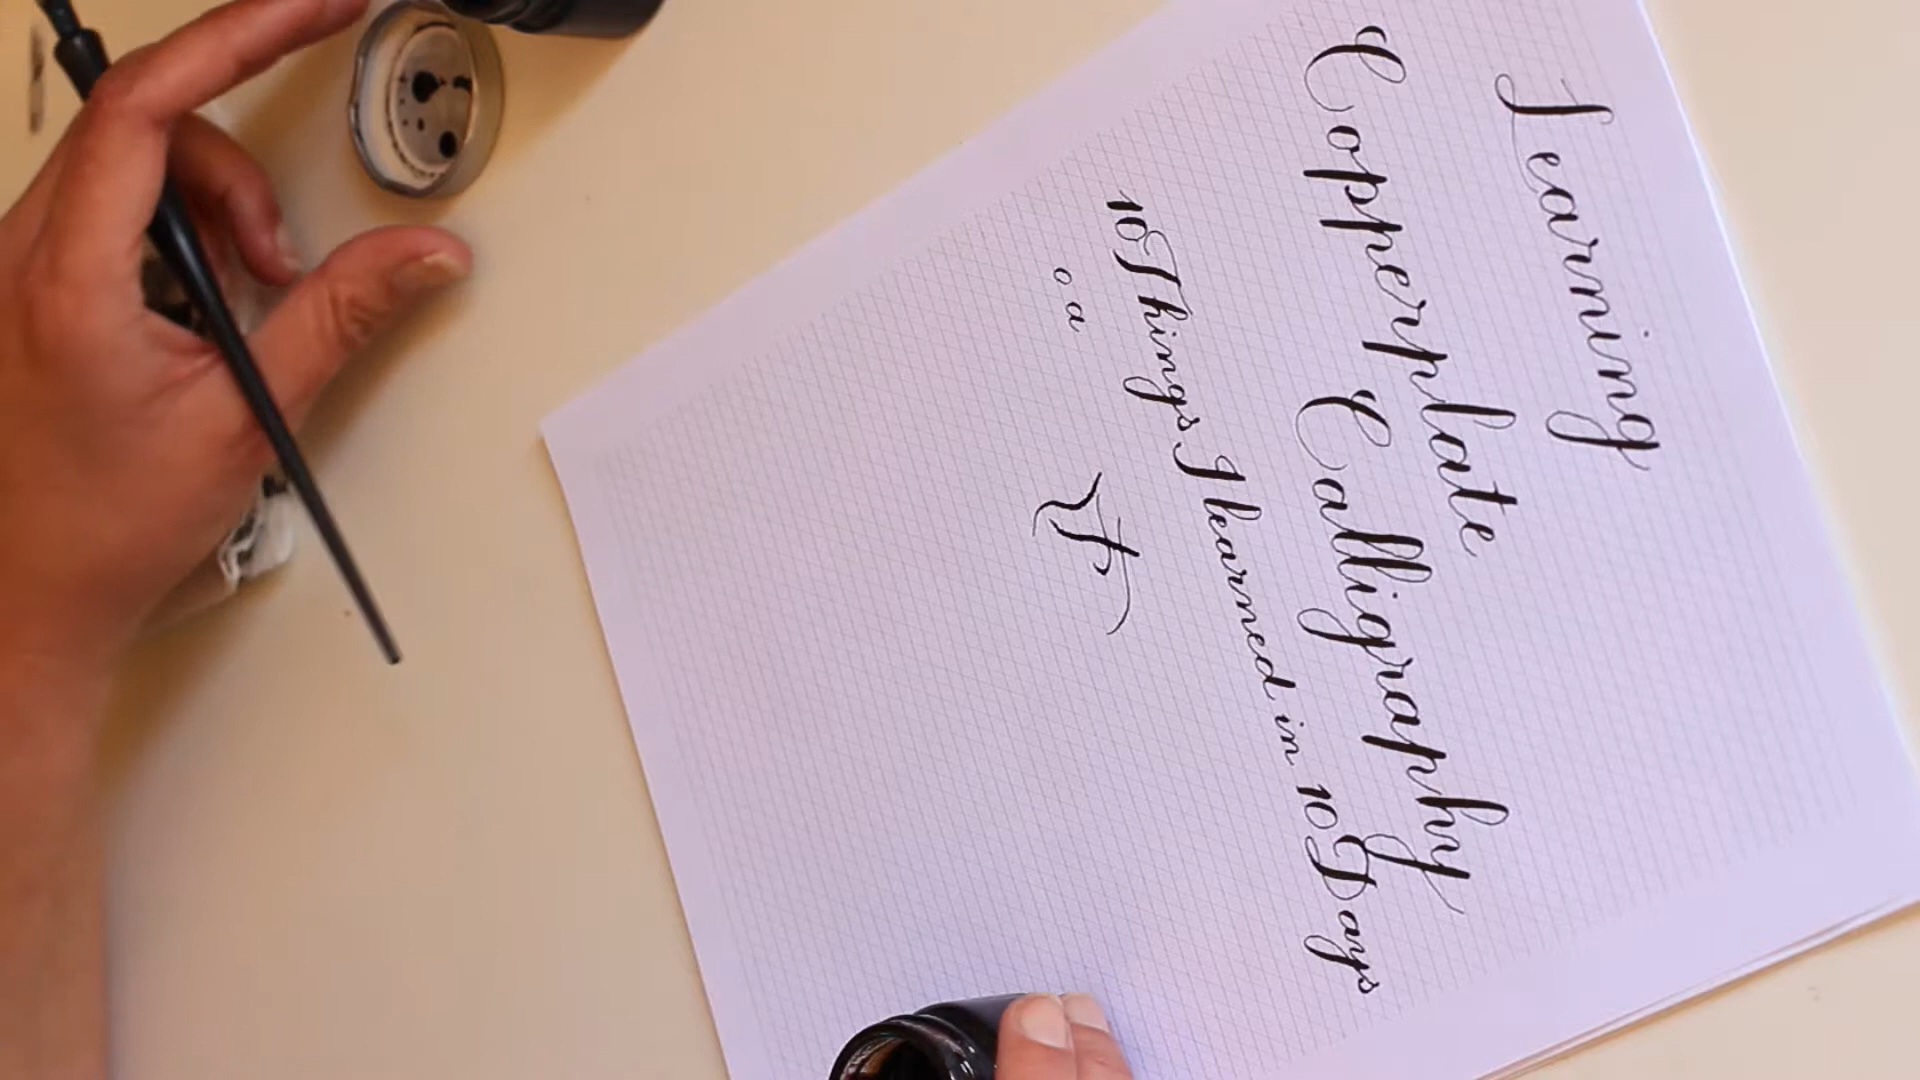 Learning
Copperplate
Calligraphy
10 Things I learned in 10 Days
o a